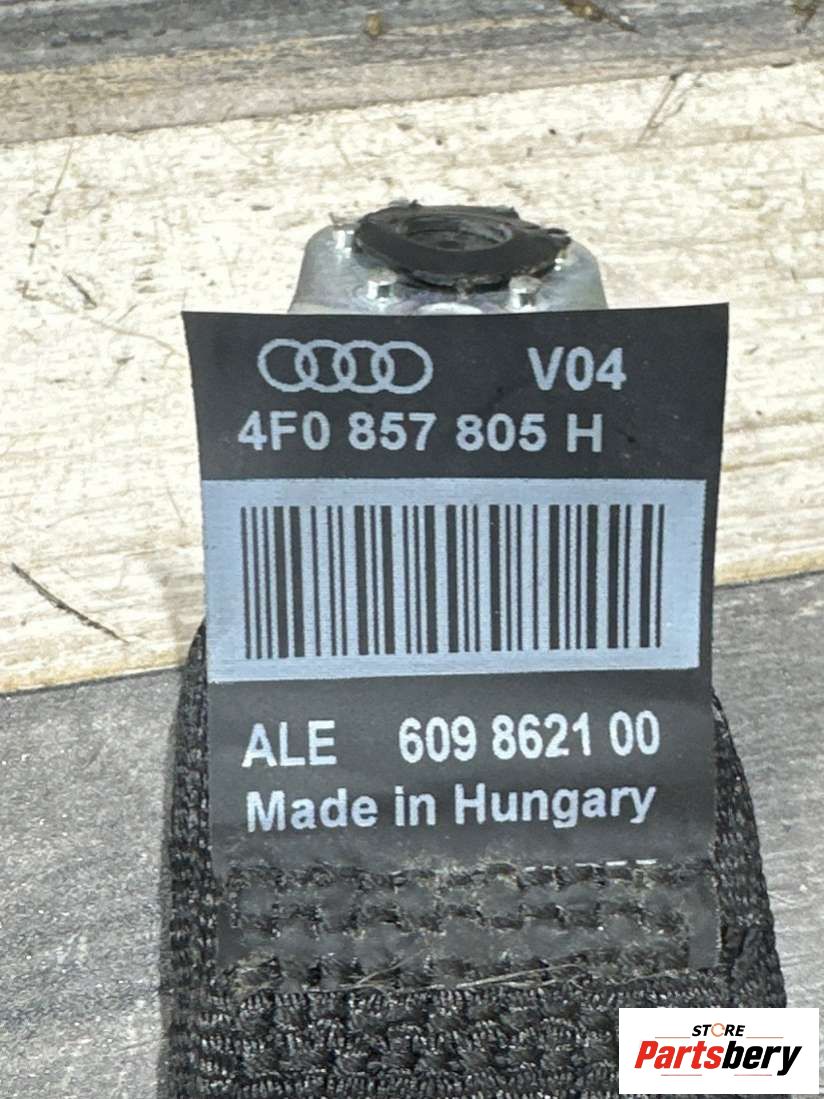 V04
4F0 857 805 H
ALE 609 8621 00
Made in Hungary
STORE
Partsbery